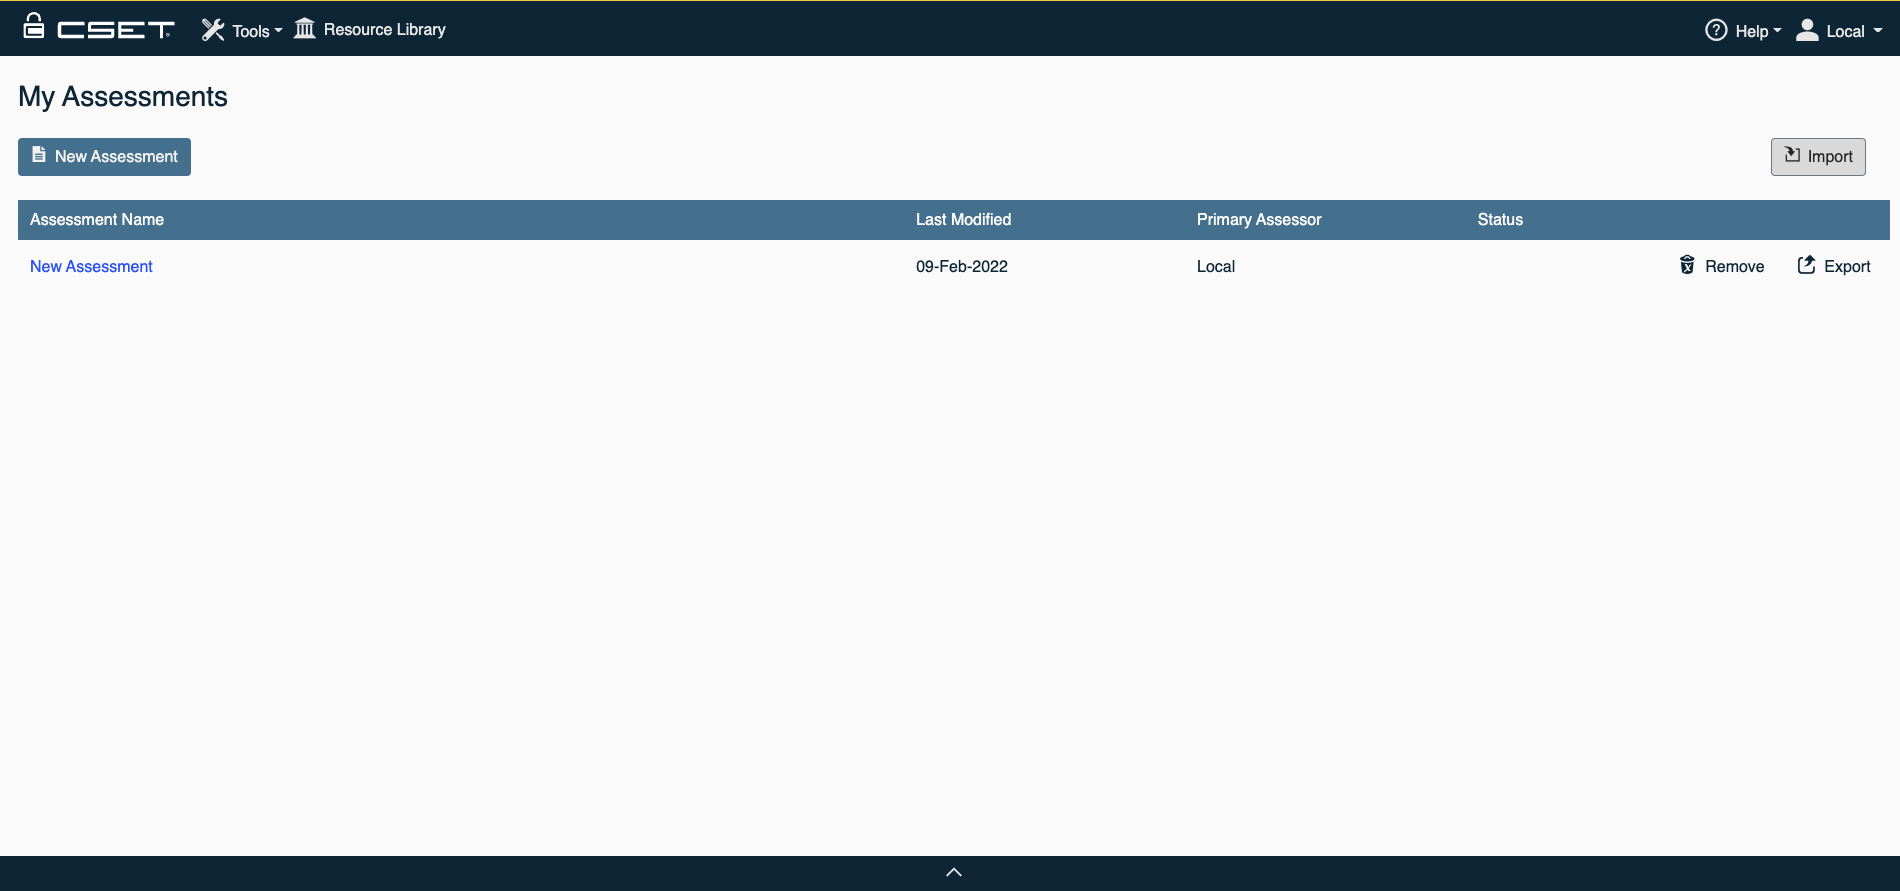 CSET Tools Resource Library Help Local
My Assessments
New Assessment Import
Assessment Name Last Modified Primary Assessor Status
New Assessment 09-Feb-2022 Local Remove Export